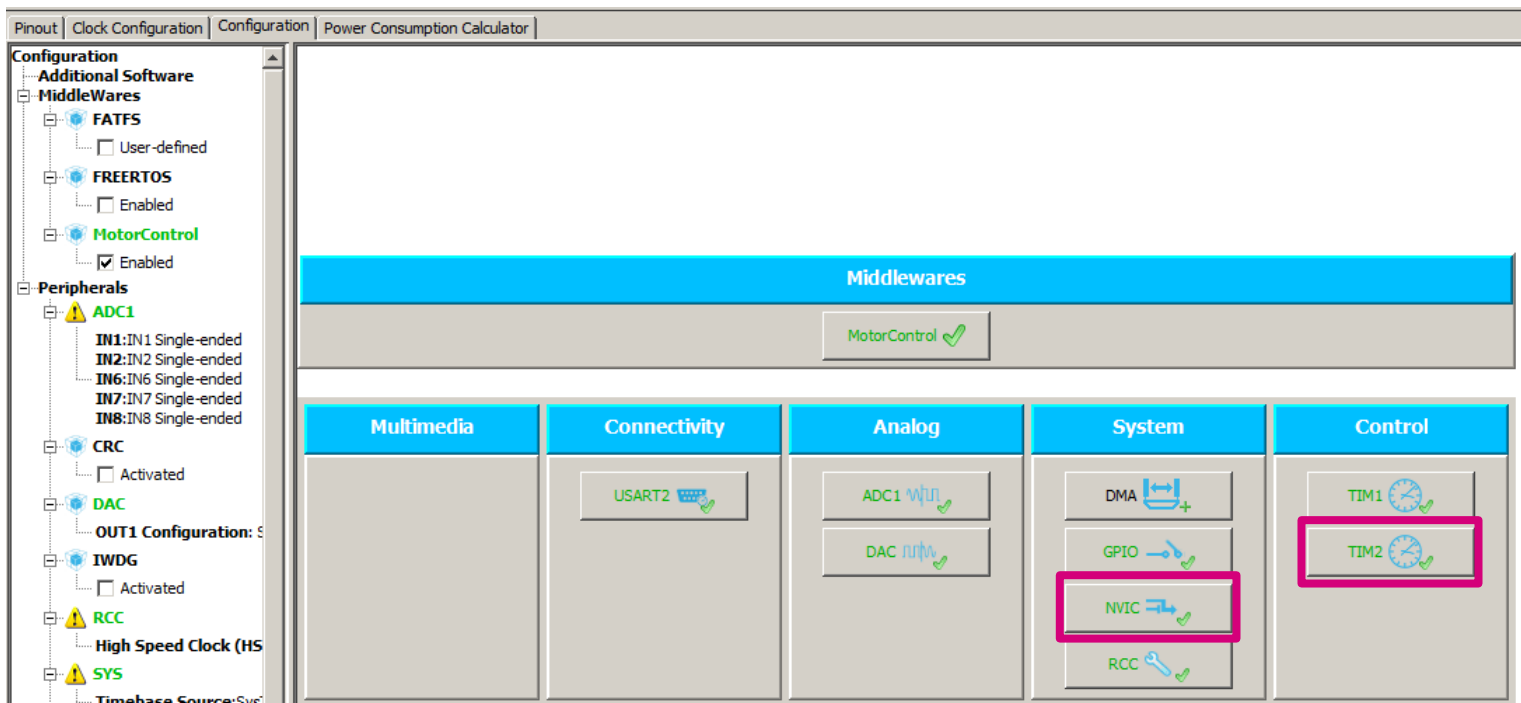 Pinout
Clock Configuration
Configuration
Power Consumption Calculator
Configuration
Additional Software
MiddleWares
FATFS
User-defined
FREERTOS
Enabled
MotorControl
Enabled
Peripherals
ADC1
IN1:IN1 Single-ended
IN2:IN2 Single-ended
IN6:IN6 Single-ended
IN7:IN7 Single-ended
IN8:IN8 Single-ended
CRC
Activated
DAC
OUT1 Configuration: S
IWDG
Activated
RCC
High Speed Clock (HS
SYS
Timebase Source:SysT
Middlewares
MotorControl
Multimedia
Connectivity
USART2
Analog
ADC1
DAC
System
DMA
GPIO
NVIC
RCC
Control
TIM1
TIM2